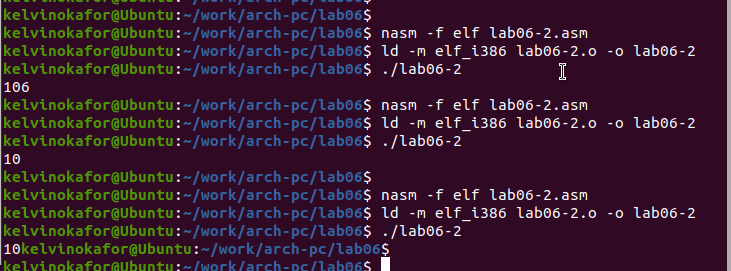 kelvinokafor@Ubuntu:~/work/arch-pc/lab06$
kelvinokafor@Ubuntu:~/work/arch-pc/lab06$ nasm -f elf lab06-2.asm
kelvinokafor@Ubuntu:~/work/arch-pc/lab06$ ld -m elf_i386 lab06-2.o -o lab06-2
kelvinokafor@Ubuntu:~/work/arch-pc/lab06$ ./lab06-2
106
kelvinokafor@Ubuntu:~/work/arch-pc/lab06$ nasm -f elf lab06-2.asm
kelvinokafor@Ubuntu:~/work/arch-pc/lab06$ ld -m elf_i386 lab06-2.o -o lab06-2
kelvinokafor@Ubuntu:~/work/arch-pc/lab06$ ./lab06-2
10
kelvinokafor@Ubuntu:~/work/arch-pc/lab06$
kelvinokafor@Ubuntu:~/work/arch-pc/lab06$ nasm -f elf lab06-2.asm
kelvinokafor@Ubuntu:~/work/arch-pc/lab06$ ld -m elf_i386 lab06-2.o -o lab06-2
kelvinokafor@Ubuntu:~/work/arch-pc/lab06$ ./lab06-2
10kelvinokafor@Ubuntu:~/work/arch-pc/lab06$
kelvinokafor@Ubuntu:~/work/arch-pc/lab06$